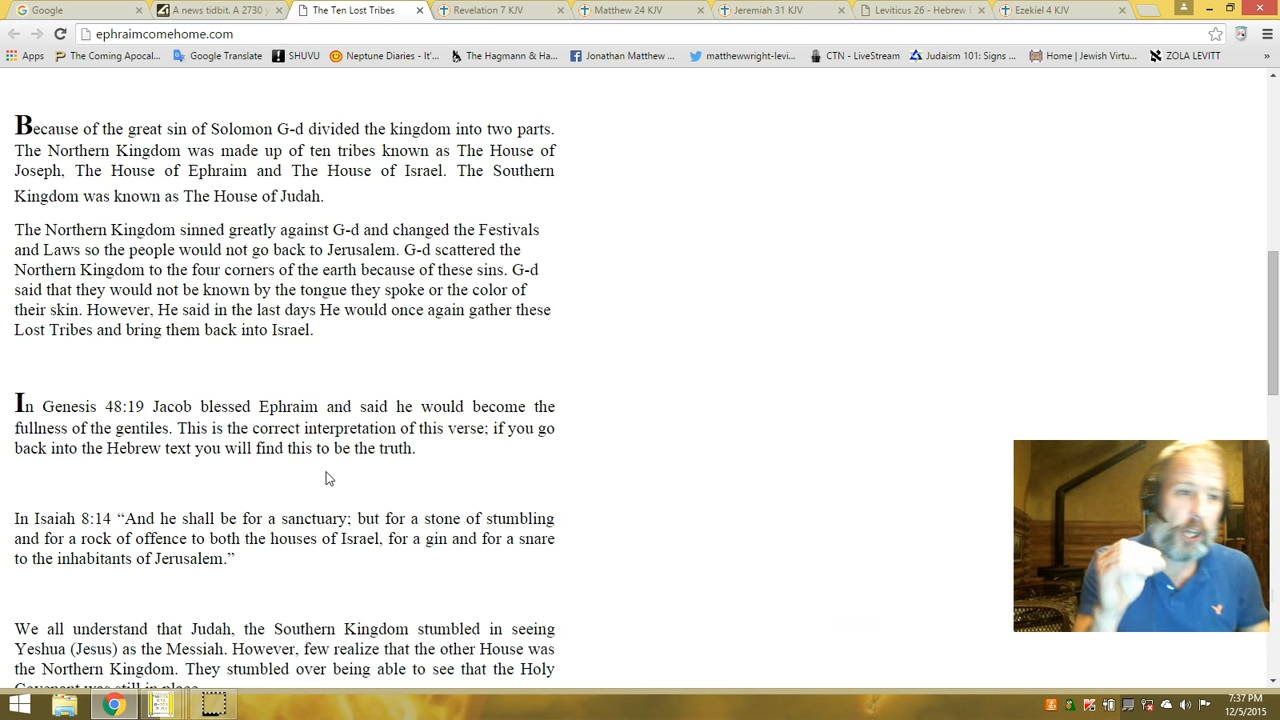 Google
A news tidbit. A 2730 y
The Ten Lost Tribes
Revelation 7 KJV
Matthew 24 KJV
Jeremiah 31 KJV
Leviticus 26 - Hebrew
Ezekiel 4 KJV
ephraimcomehome.com
Apps
The Coming Apocal...
Google Translate
SHUVU
Neptune Diaries - It'...
The Hagmann & Ha...
Jonathan Matthew ...
matthewwright-levi...
CTN - LiveStream
Judaism 101: Signs ...
Home | Jewish Virtu...
ZOLA LEVITT
»
Because of the great sin of Solomon G-d divided the kingdom into two parts.
The Northern Kingdom was made up of ten tribes known as The House of
Joseph, The House of Ephraim and The House of Israel. The Southern
Kingdom was known as The House of Judah.
The Northern Kingdom sinned greatly against G-d and changed the Festivals
and Laws so the people would not go back to Jerusalem. G-d scattered the
Northern Kingdom to the four corners of the earth because of these sins. G-d
said that they would not be known by the tongue they spoke or the color of
their skin. However, He said in the last days He would once again gather these
Lost Tribes and bring them back into Israel.
In Genesis 48:19 Jacob blessed Ephraim and said he would become the
fullness of the gentiles. This is the correct interpretation of this verse; if you go
back into the Hebrew text you will find this to be the truth.
In Isaiah 8:14 “And he shall be for a sanctuary; but for a stone of stumbling
and for a rock of offence to both the houses of Israel, for a gin and for a snare
to the inhabitants of Jerusalem.”
We all understand that Judah, the Southern Kingdom stumbled in seeing
Yeshua (Jesus) as the Messiah. However, few realize that the other House was
the Northern Kingdom. They stumbled over being able to see that the Holy
Covenant was still in place
7:37 PM
12/5/2015